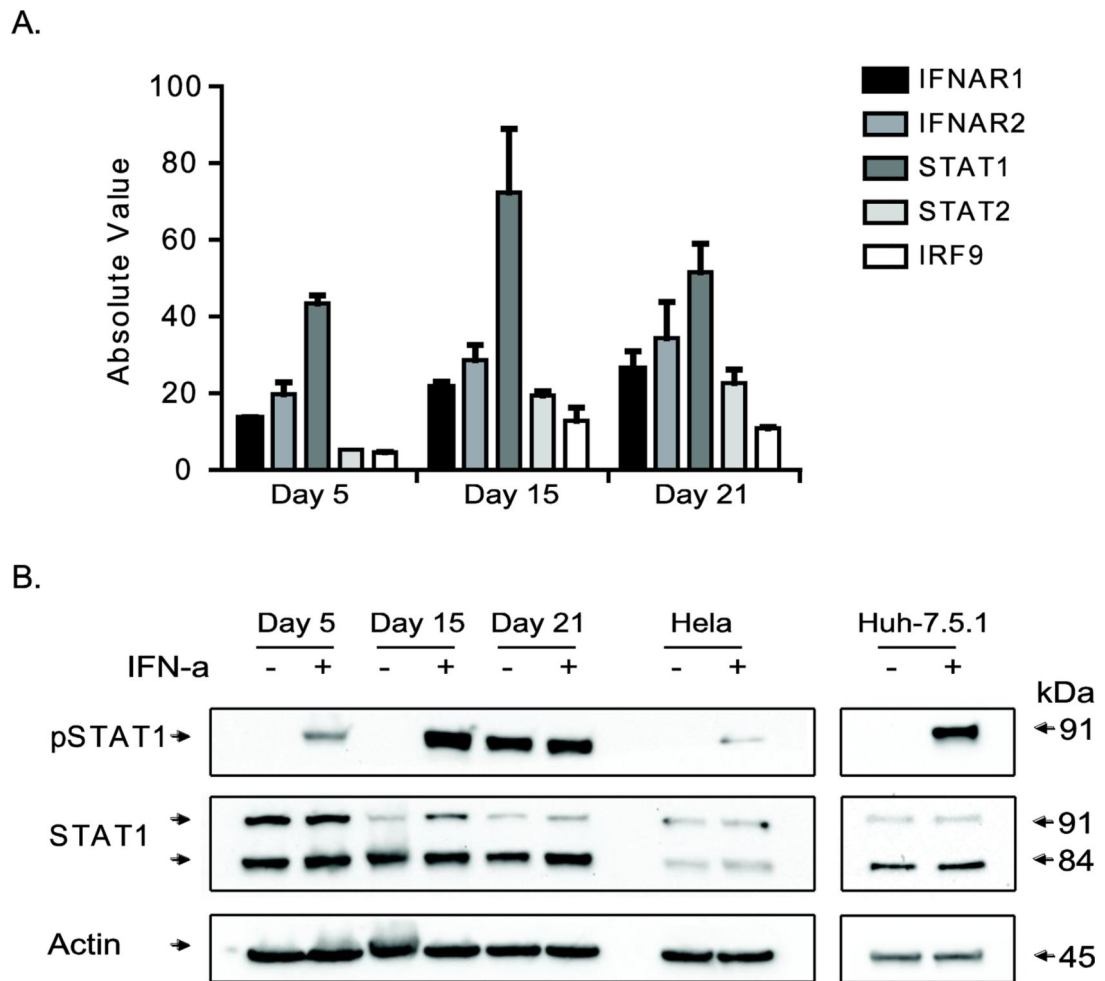 A.
100
80
60
40
20
0
Absolute Value
Day 5 Day 15 Day 21
IFNAR1
IFNAR2
STAT1
STAT2
IRF9
B.
Day 5 Day 15 Day 21 Hela Huh-7.5.1
IFN-a - + - + - + - + - +
kDa
pSTAT1 91
STAT1 91
84
Actin 45